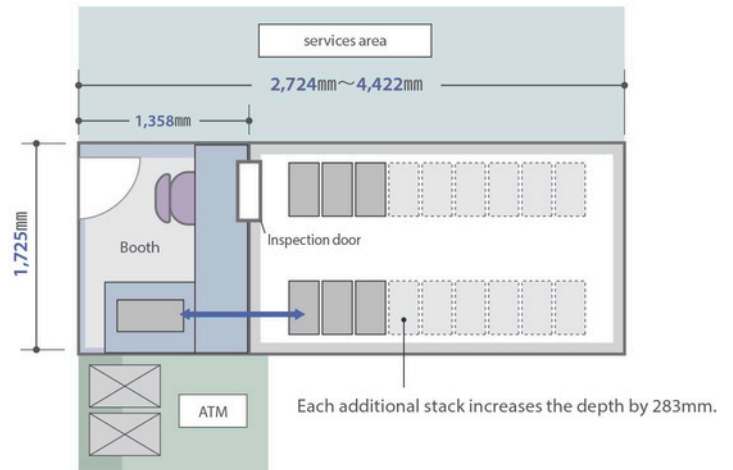 services area
2,724㎜～4,422㎜
1,358㎜
1,725㎜
Booth
Inspection door
ATM
Each additional stack increases the depth by 283mm.